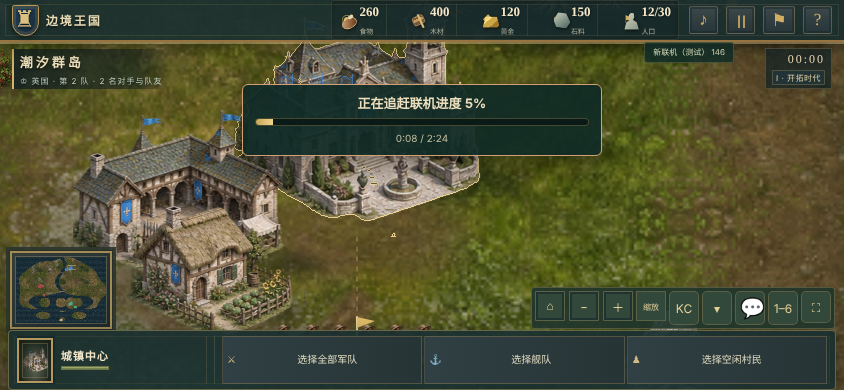 边境王国
260
食物
400
木材
120
黄金
150
石料
12/30
人口
?
新联机（测试） 146
潮汐群岛
英国 · 第 2 队 · 2 名对手与队友
00:00
I · 开拓时代
正在追赶联机进度 5%
0:08 / 2:24
缩放
KC
1–6
城镇中心
选择全部军队
选择舰队
选择空闲村民